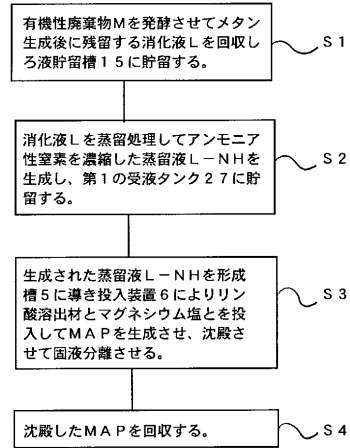 有機性廃棄物Mを発酵させてメタン
生成後に残留する消化液Lを回収し
ろ液貯留槽15に貯留する。
S1
消化液Lを蒸留処理してアンモニア
性窒素を濃縮した蒸留液L-NHを
生成し、第1の受液タンク27に貯
留する。
S2
生成された蒸留液L-NHを形成
槽5に導き投入装置6によりリン
酸溶出材とマグネシウム塩とを投
入してMAPを生成させ、沈殿
させて固液分離させる。
S3
沈殿したMAPを回収する。
S4